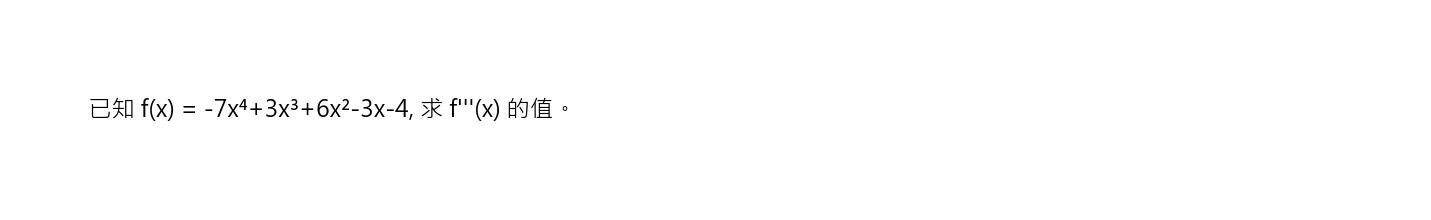 已知 f(x) = -7x⁴+3x³+6x²-3x-4, 求 f'''(x) 的值。